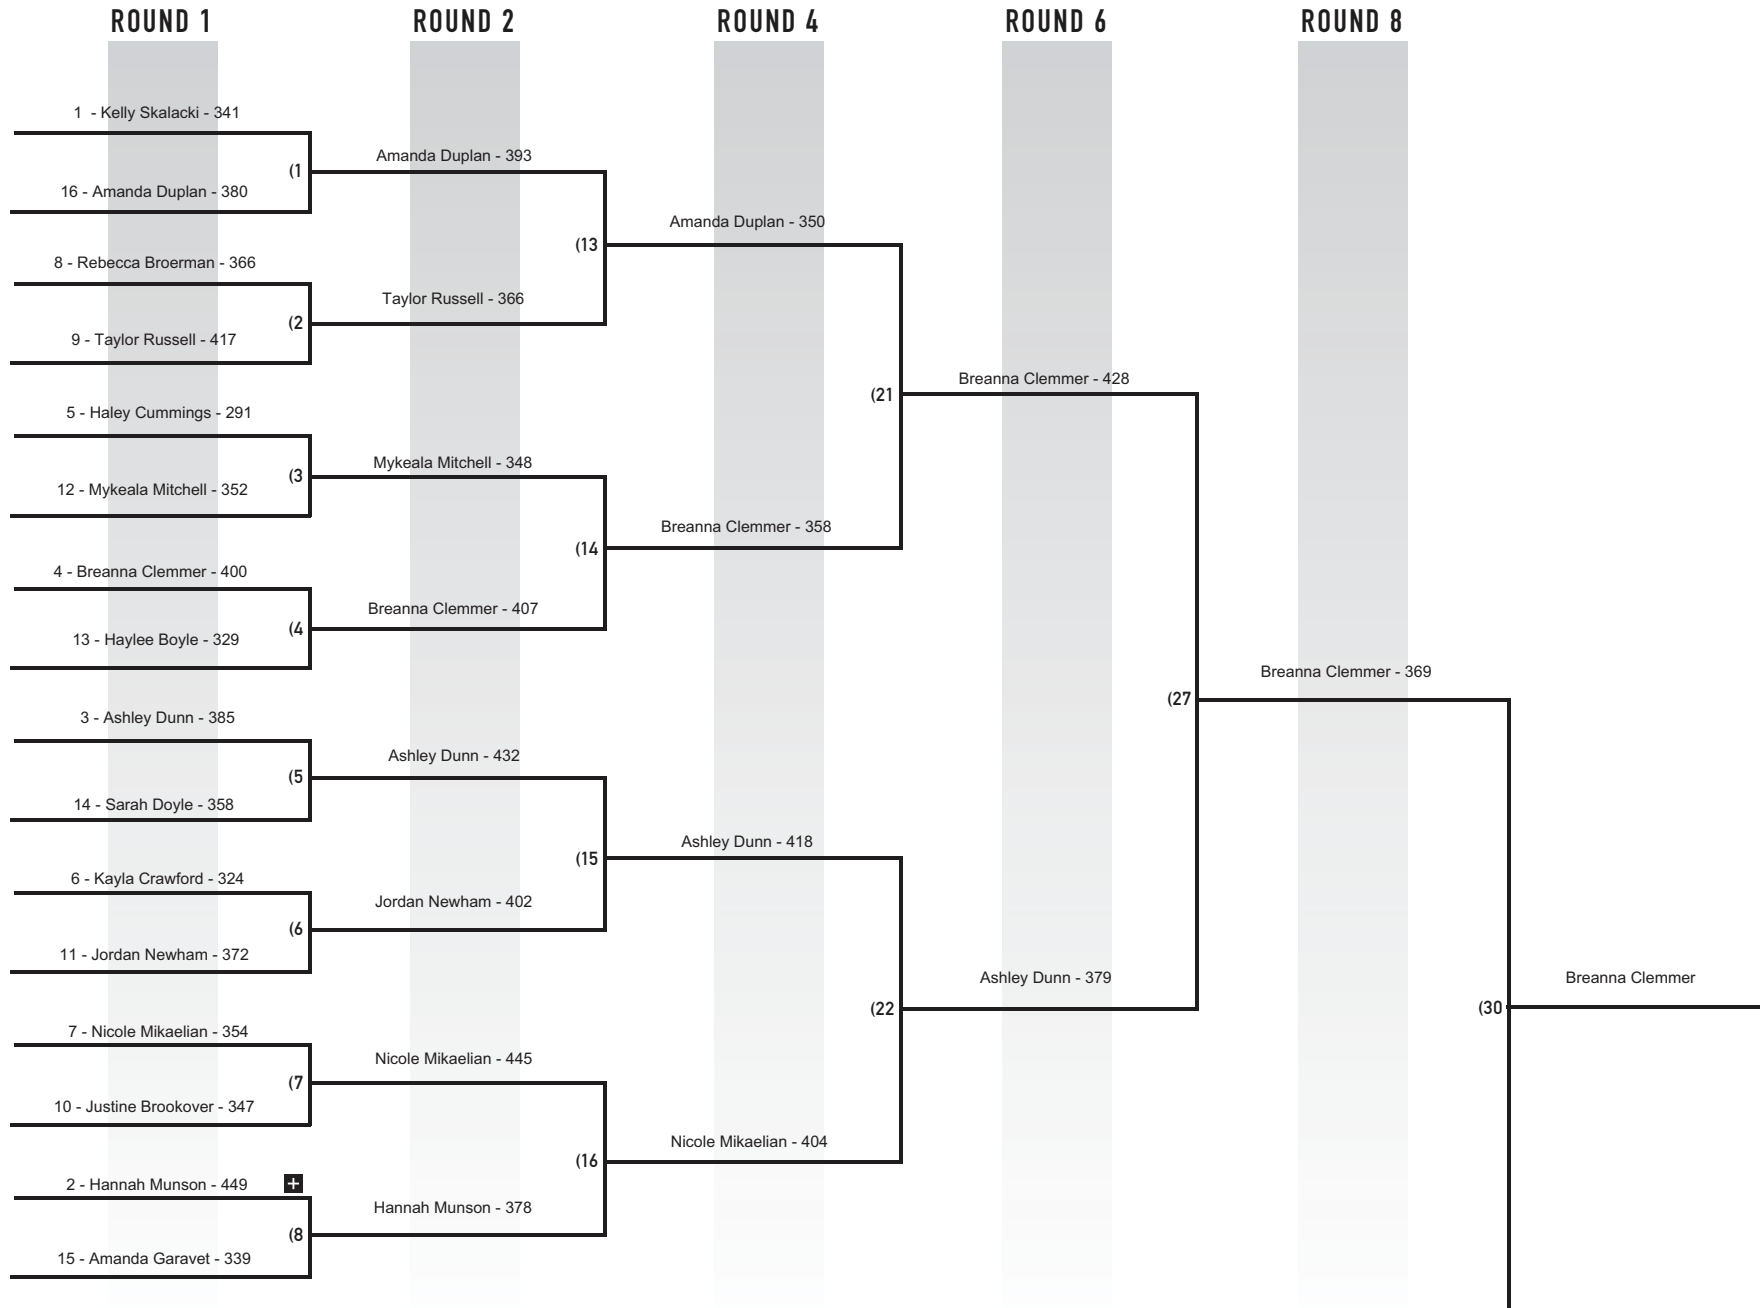 ROUND 1
ROUND 2
ROUND 4
ROUND 6
ROUND 8
1 - Kelly Skalacki - 341
(1
16 - Amanda Duplan - 380
8 - Rebecca Broerman - 366
(2
9 - Taylor Russell - 417
5 - Haley Cummings - 291
(3
12 - Mykeala Mitchell - 352
4 - Breanna Clemmer - 400
(4
13 - Haylee Boyle - 329
3 - Ashley Dunn - 385
(5
14 - Sarah Doyle - 358
6 - Kayla Crawford - 324
(6
11 - Jordan Newham - 372
7 - Nicole Mikaelian - 354
(7
10 - Justine Brookover - 347
2 - Hannah Munson - 449
+
(8
15 - Amanda Garavet - 339
Amanda Duplan - 393
(13
Taylor Russell - 366
Mykeala Mitchell - 348
(14
Breanna Clemmer - 407
Ashley Dunn - 432
(15
Jordan Newham - 402
Nicole Mikaelian - 445
(16
Hannah Munson - 378
Amanda Duplan - 350
(21
Breanna Clemmer - 358
Ashley Dunn - 418
(22
Nicole Mikaelian - 404
Breanna Clemmer - 428
(27
Ashley Dunn - 379
Breanna Clemmer - 369
(30
Breanna Clemmer